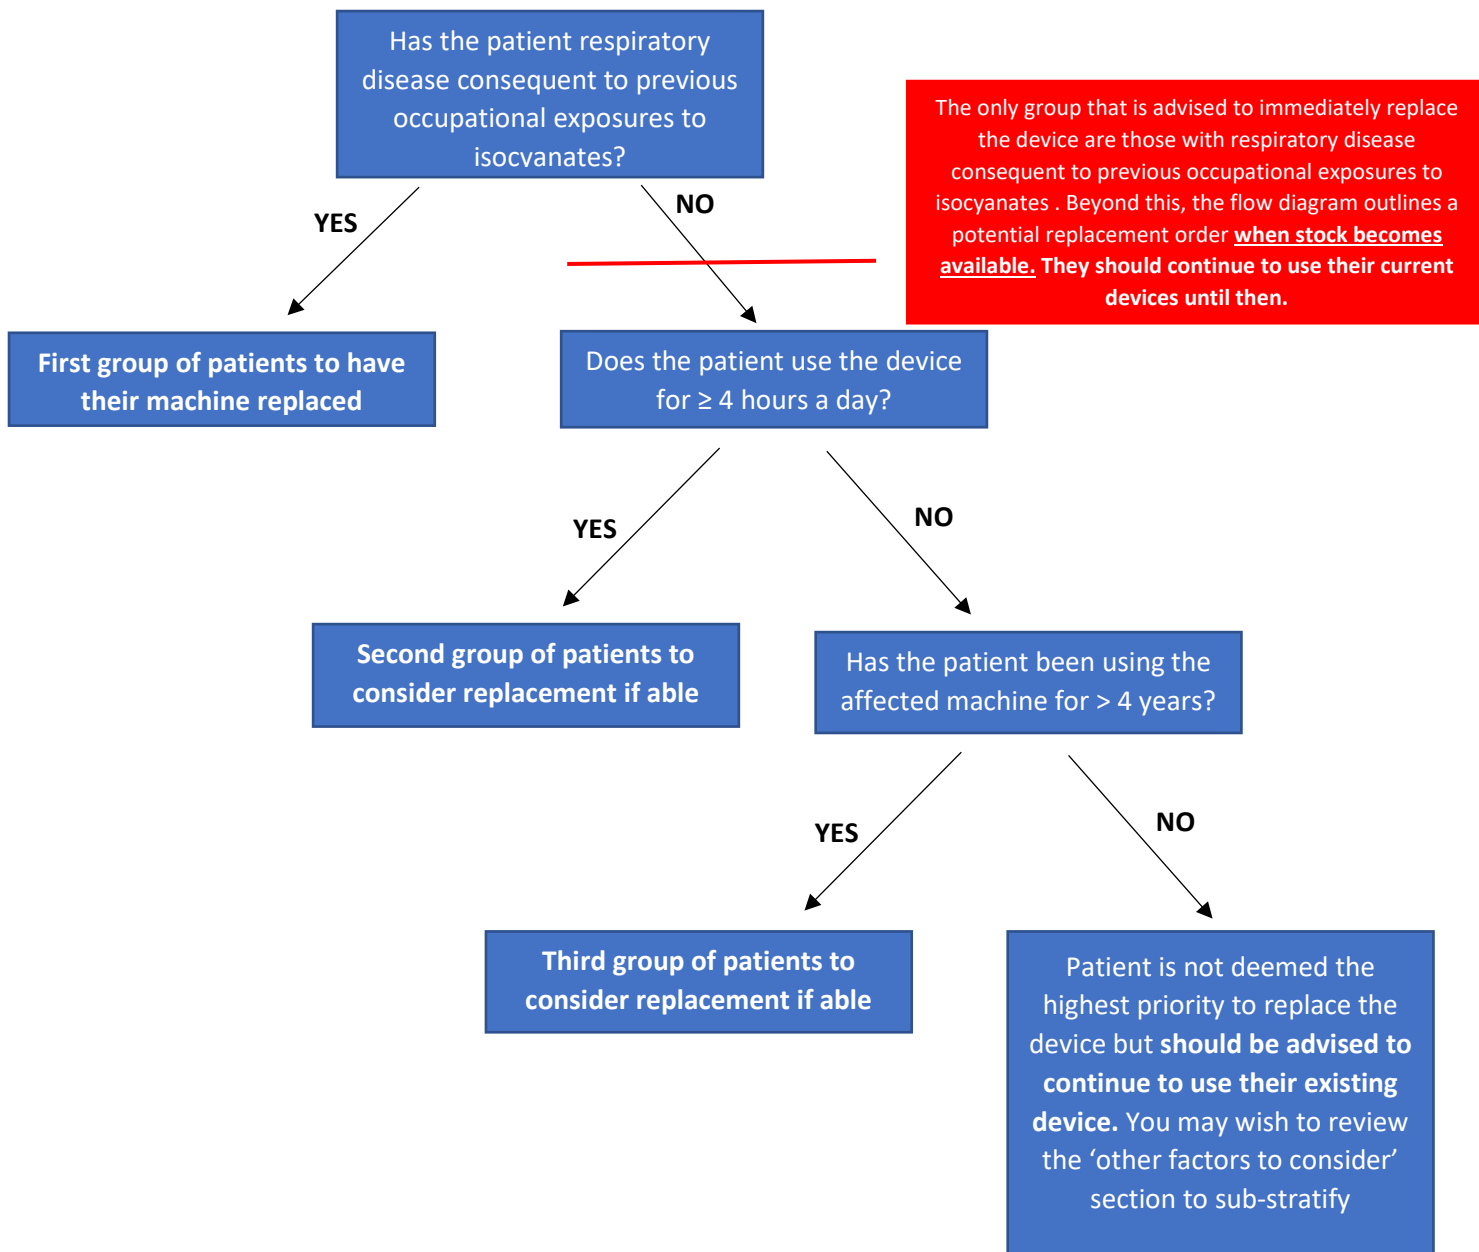 Has the patient respiratory
disease consequent to previous
occupational exposures to
isocvanates?
The only group that is advised to immediately replace
the device are those with respiratory disease
consequent to previous occupational exposures to
isocyanates . Beyond this, the flow diagram outlines a
potential replacement order when stock becomes
available. They should continue to use their current
devices until then.
YES
NO
First group of patients to have
their machine replaced
Does the patient use the device
for ≥ 4 hours a day?
YES
NO
Second group of patients to
consider replacement if able
Has the patient been using the
affected machine for > 4 years?
YES
NO
Third group of patients to
consider replacement if able
Patient is not deemed the
highest priority to replace the
device but should be advised to
continue to use their existing
device. You may wish to review
the ‘other factors to consider’
section to sub-stratify